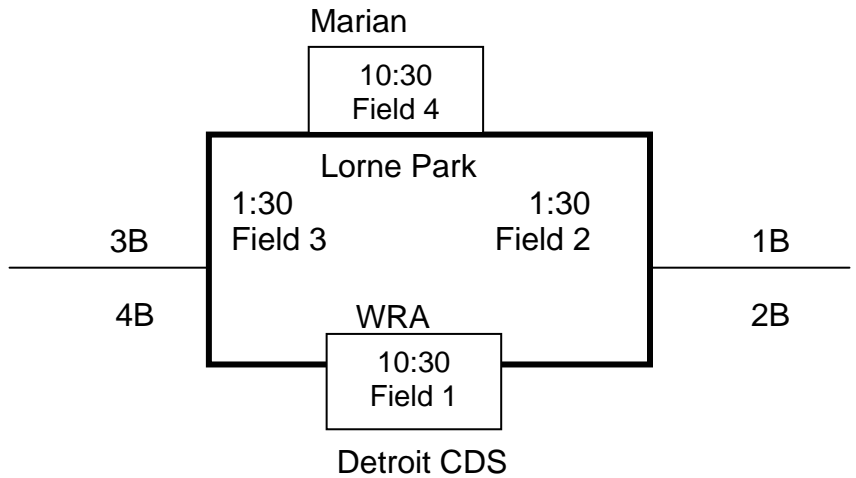 Marian
10:30
Field 4
Lorne Park
1:30 1:30
Field 3 Field 2
3B 1B
4B 2B
WRA
10:30
Field 1
Detroit CDS